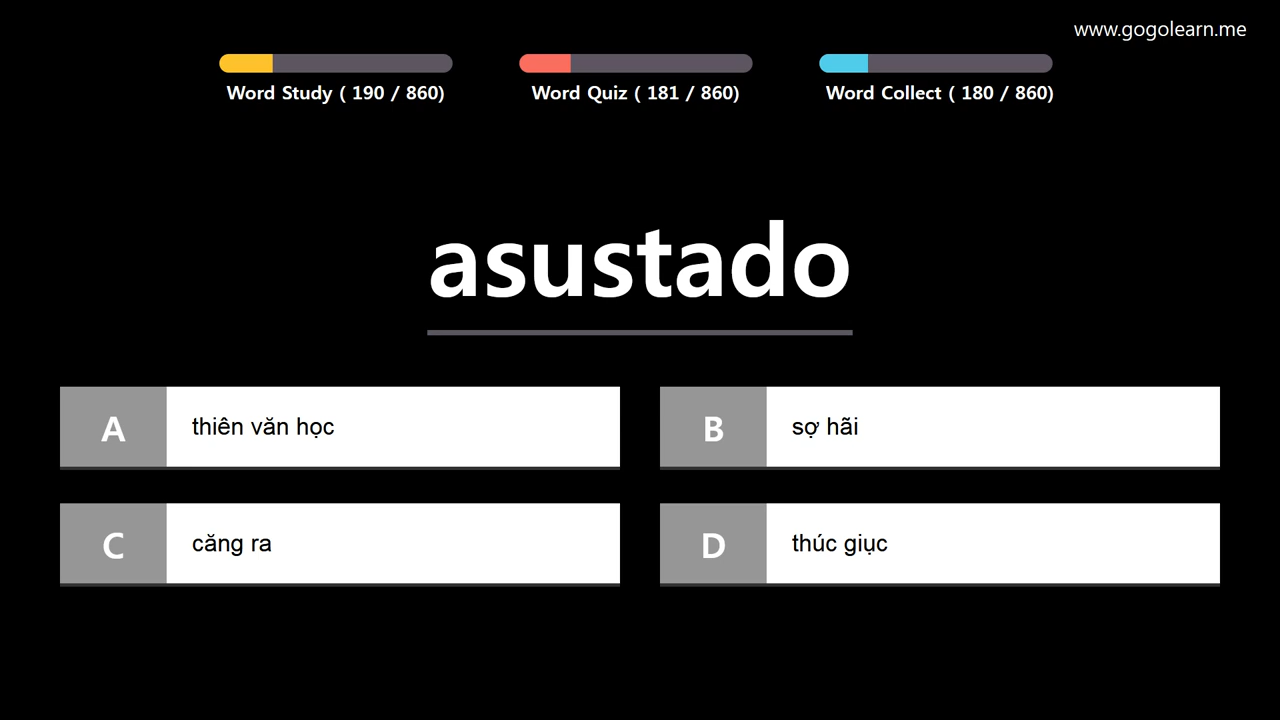 www.gogolearn.me
Word Study ( 190 / 860)
Word Quiz ( 181 / 860)
Word Collect ( 180 / 860)
asustado
A thiên văn học
B sợ hãi
C căng ra
D thúc giục